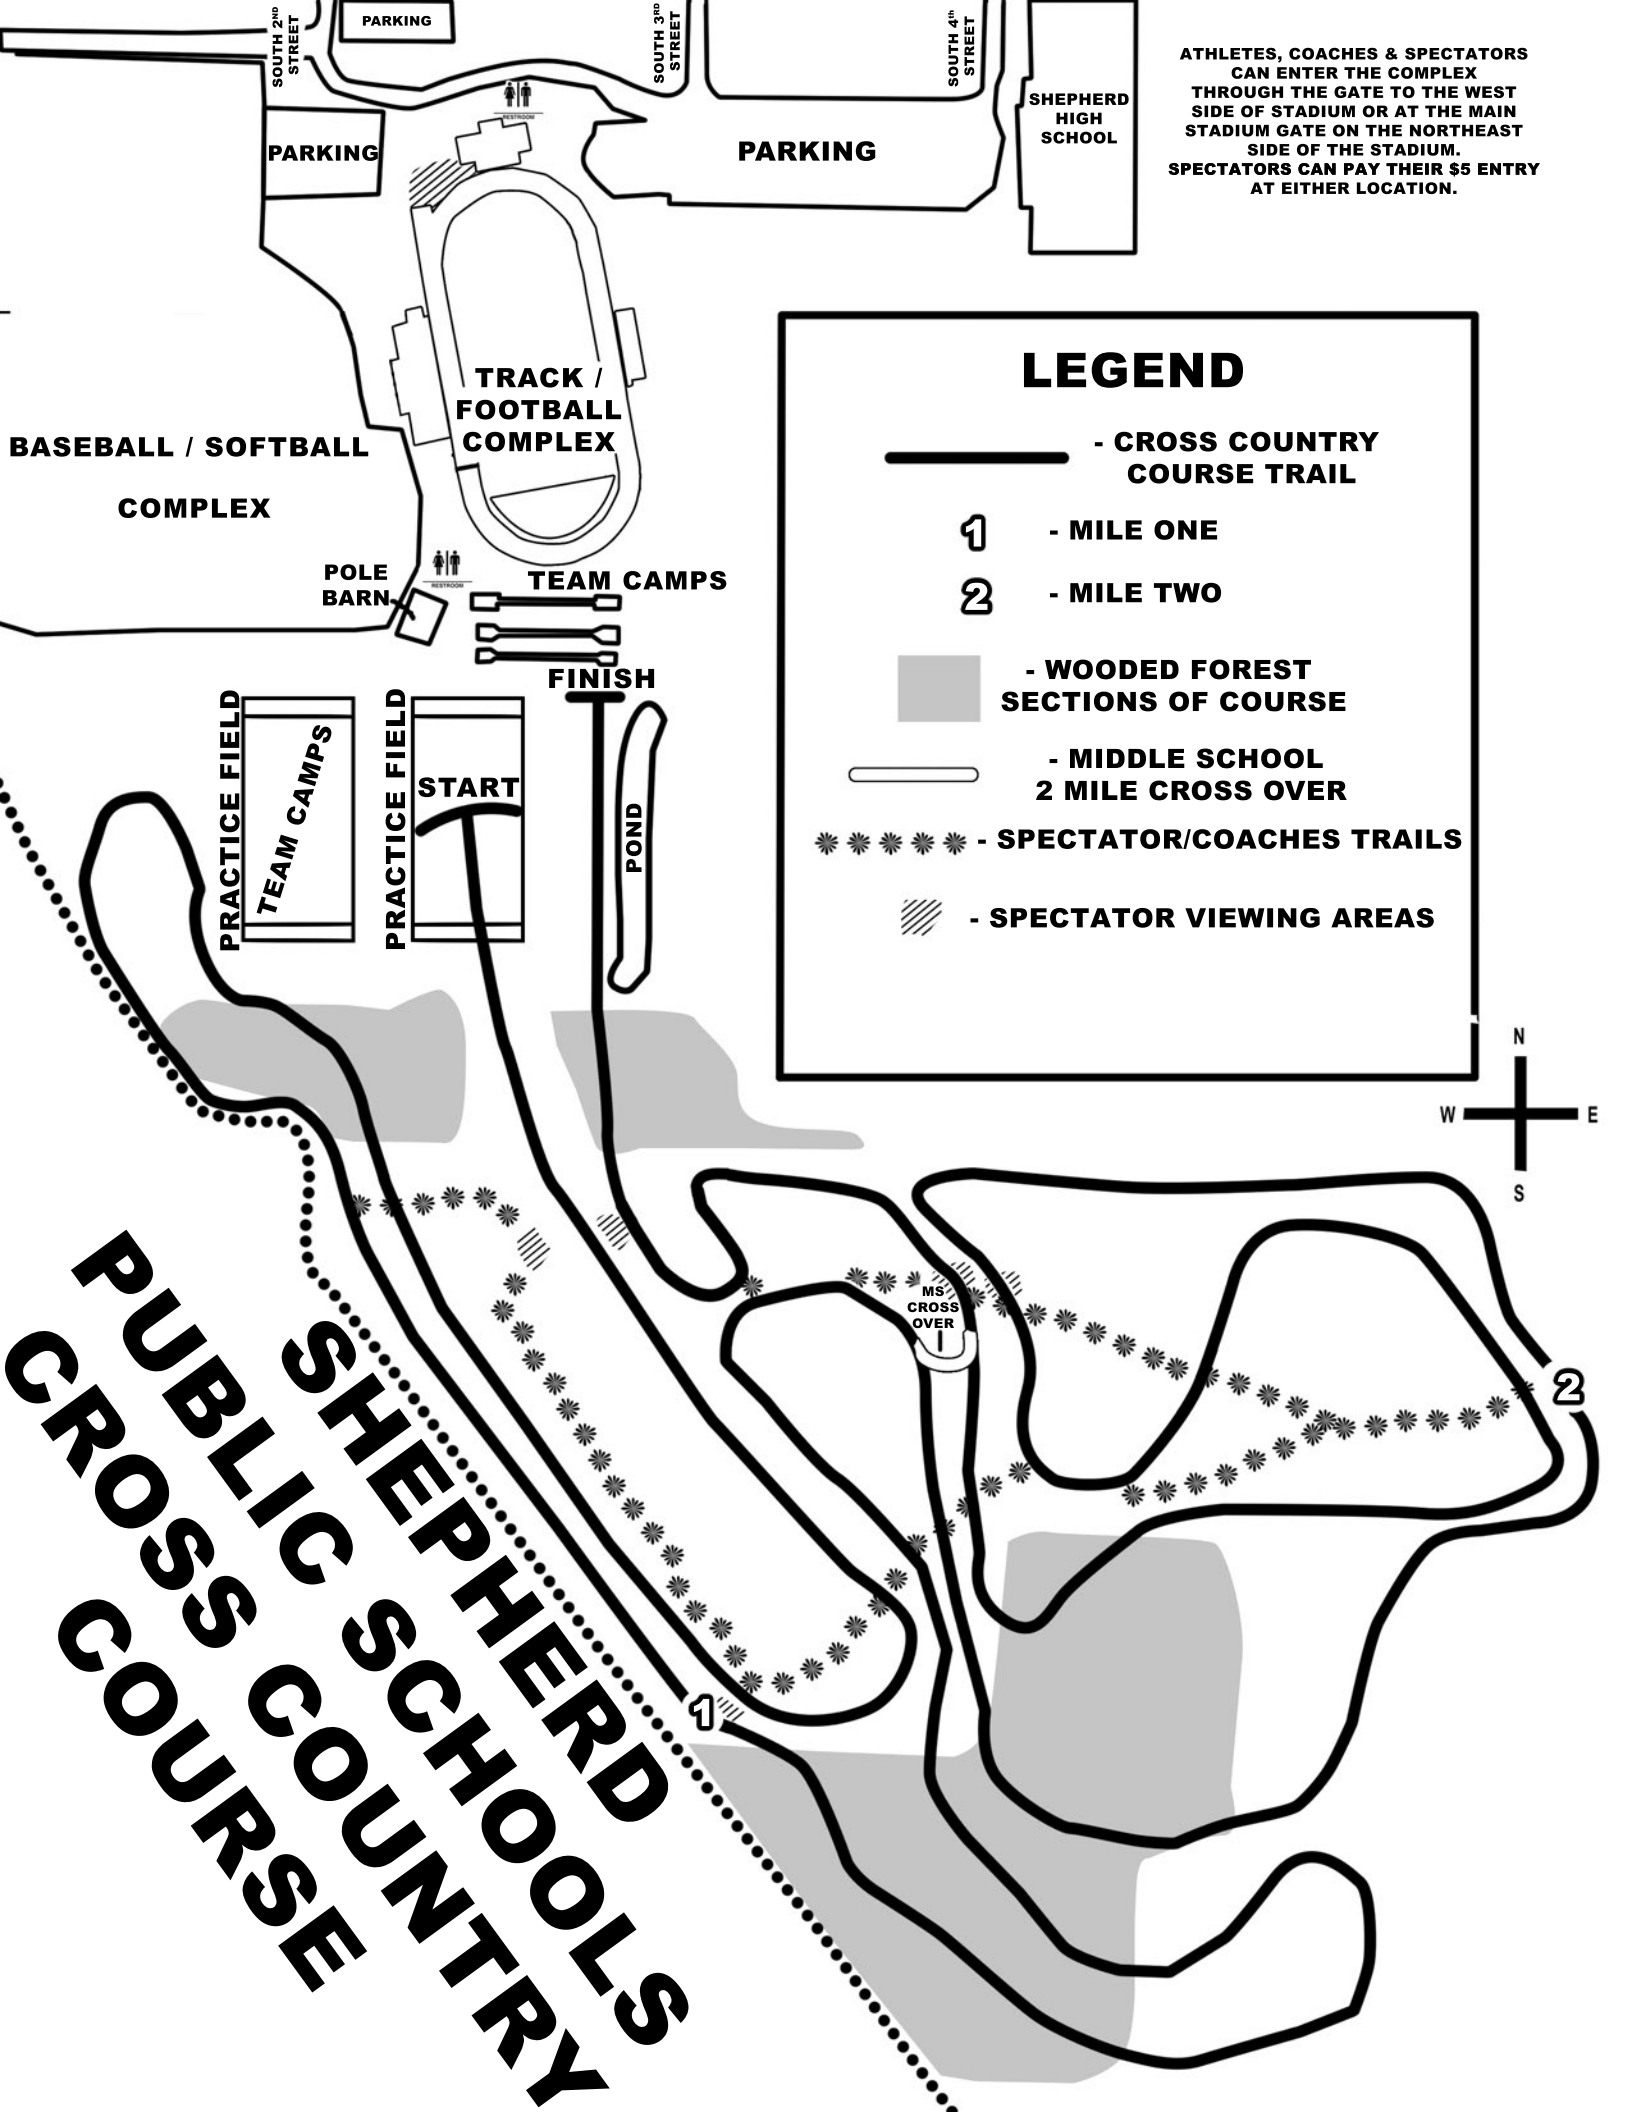 SOUTH 2ND
STREET
PARKING
SOUTH 3RD
STREET
SOUTH 4th
STREET
ATHLETES, COACHES & SPECTATORS
CAN ENTER THE COMPLEX
THROUGH THE GATE TO THE WEST
SIDE OF STADIUM OR AT THE MAIN
STADIUM GATE ON THE NORTHEAST
SIDE OF THE STADIUM.
SPECTATORS CAN PAY THEIR $5 ENTRY
AT EITHER LOCATION.
RESTROOM
SHEPHERD
HIGH
SCHOOL
PARKING
PARKING
TRACK /
FOOTBALL
COMPLEX
BASEBALL / SOFTBALL
COMPLEX
POLE
BARN
RESTROOM
TEAM CAMPS
FINISH
PRACTICE FIELD
TEAM CAMPS
PRACTICE FIELD
START
POND
LEGEND
- CROSS COUNTRY
COURSE TRAIL
1 - MILE ONE
2 - MILE TWO
- WOODED FOREST
SECTIONS OF COURSE
- MIDDLE SCHOOL
2 MILE CROSS OVER
- SPECTATOR/COACHES TRAILS
- SPECTATOR VIEWING AREAS
N
W E
S
MS
CROSS
OVER
2
1
SHEPHERD
PUBLIC SCHOOLS
CROSS COUNTRY
COURSE